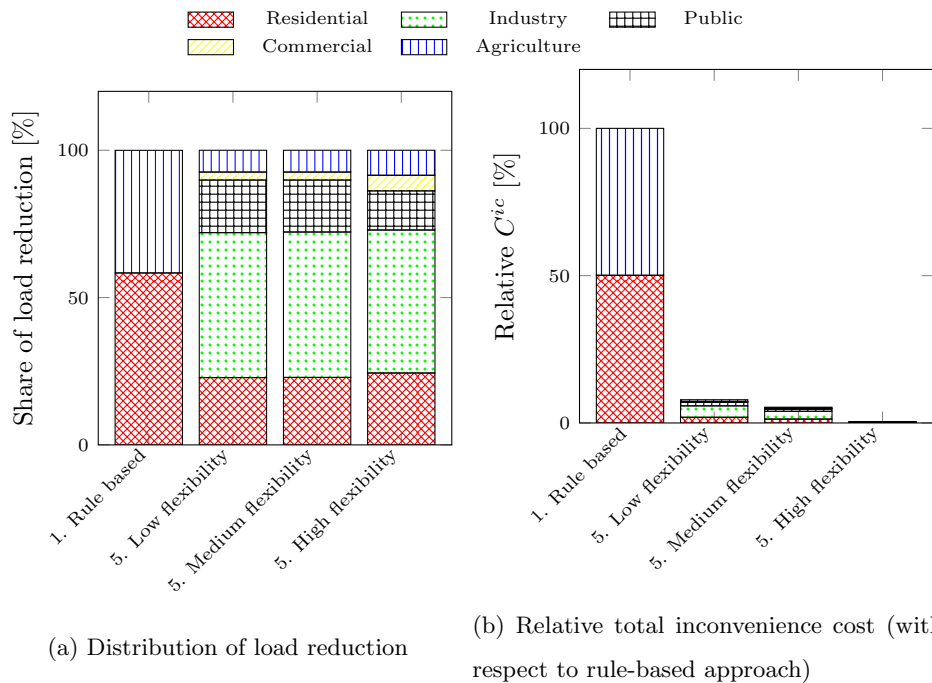 Residential Industry Public
Commercial Agriculture
Share of load reduction [%]
100
50
0
1. Rule based
5. Low flexibility
5. Medium flexibility
5. High flexibility
(a) Distribution of load reduction
Relative C^{ic} [%]
100
50
0
1. Rule based
5. Low flexibility
5. Medium flexibility
5. High flexibility
(b) Relative total inconvenience cost (with
respect to rule-based approach)